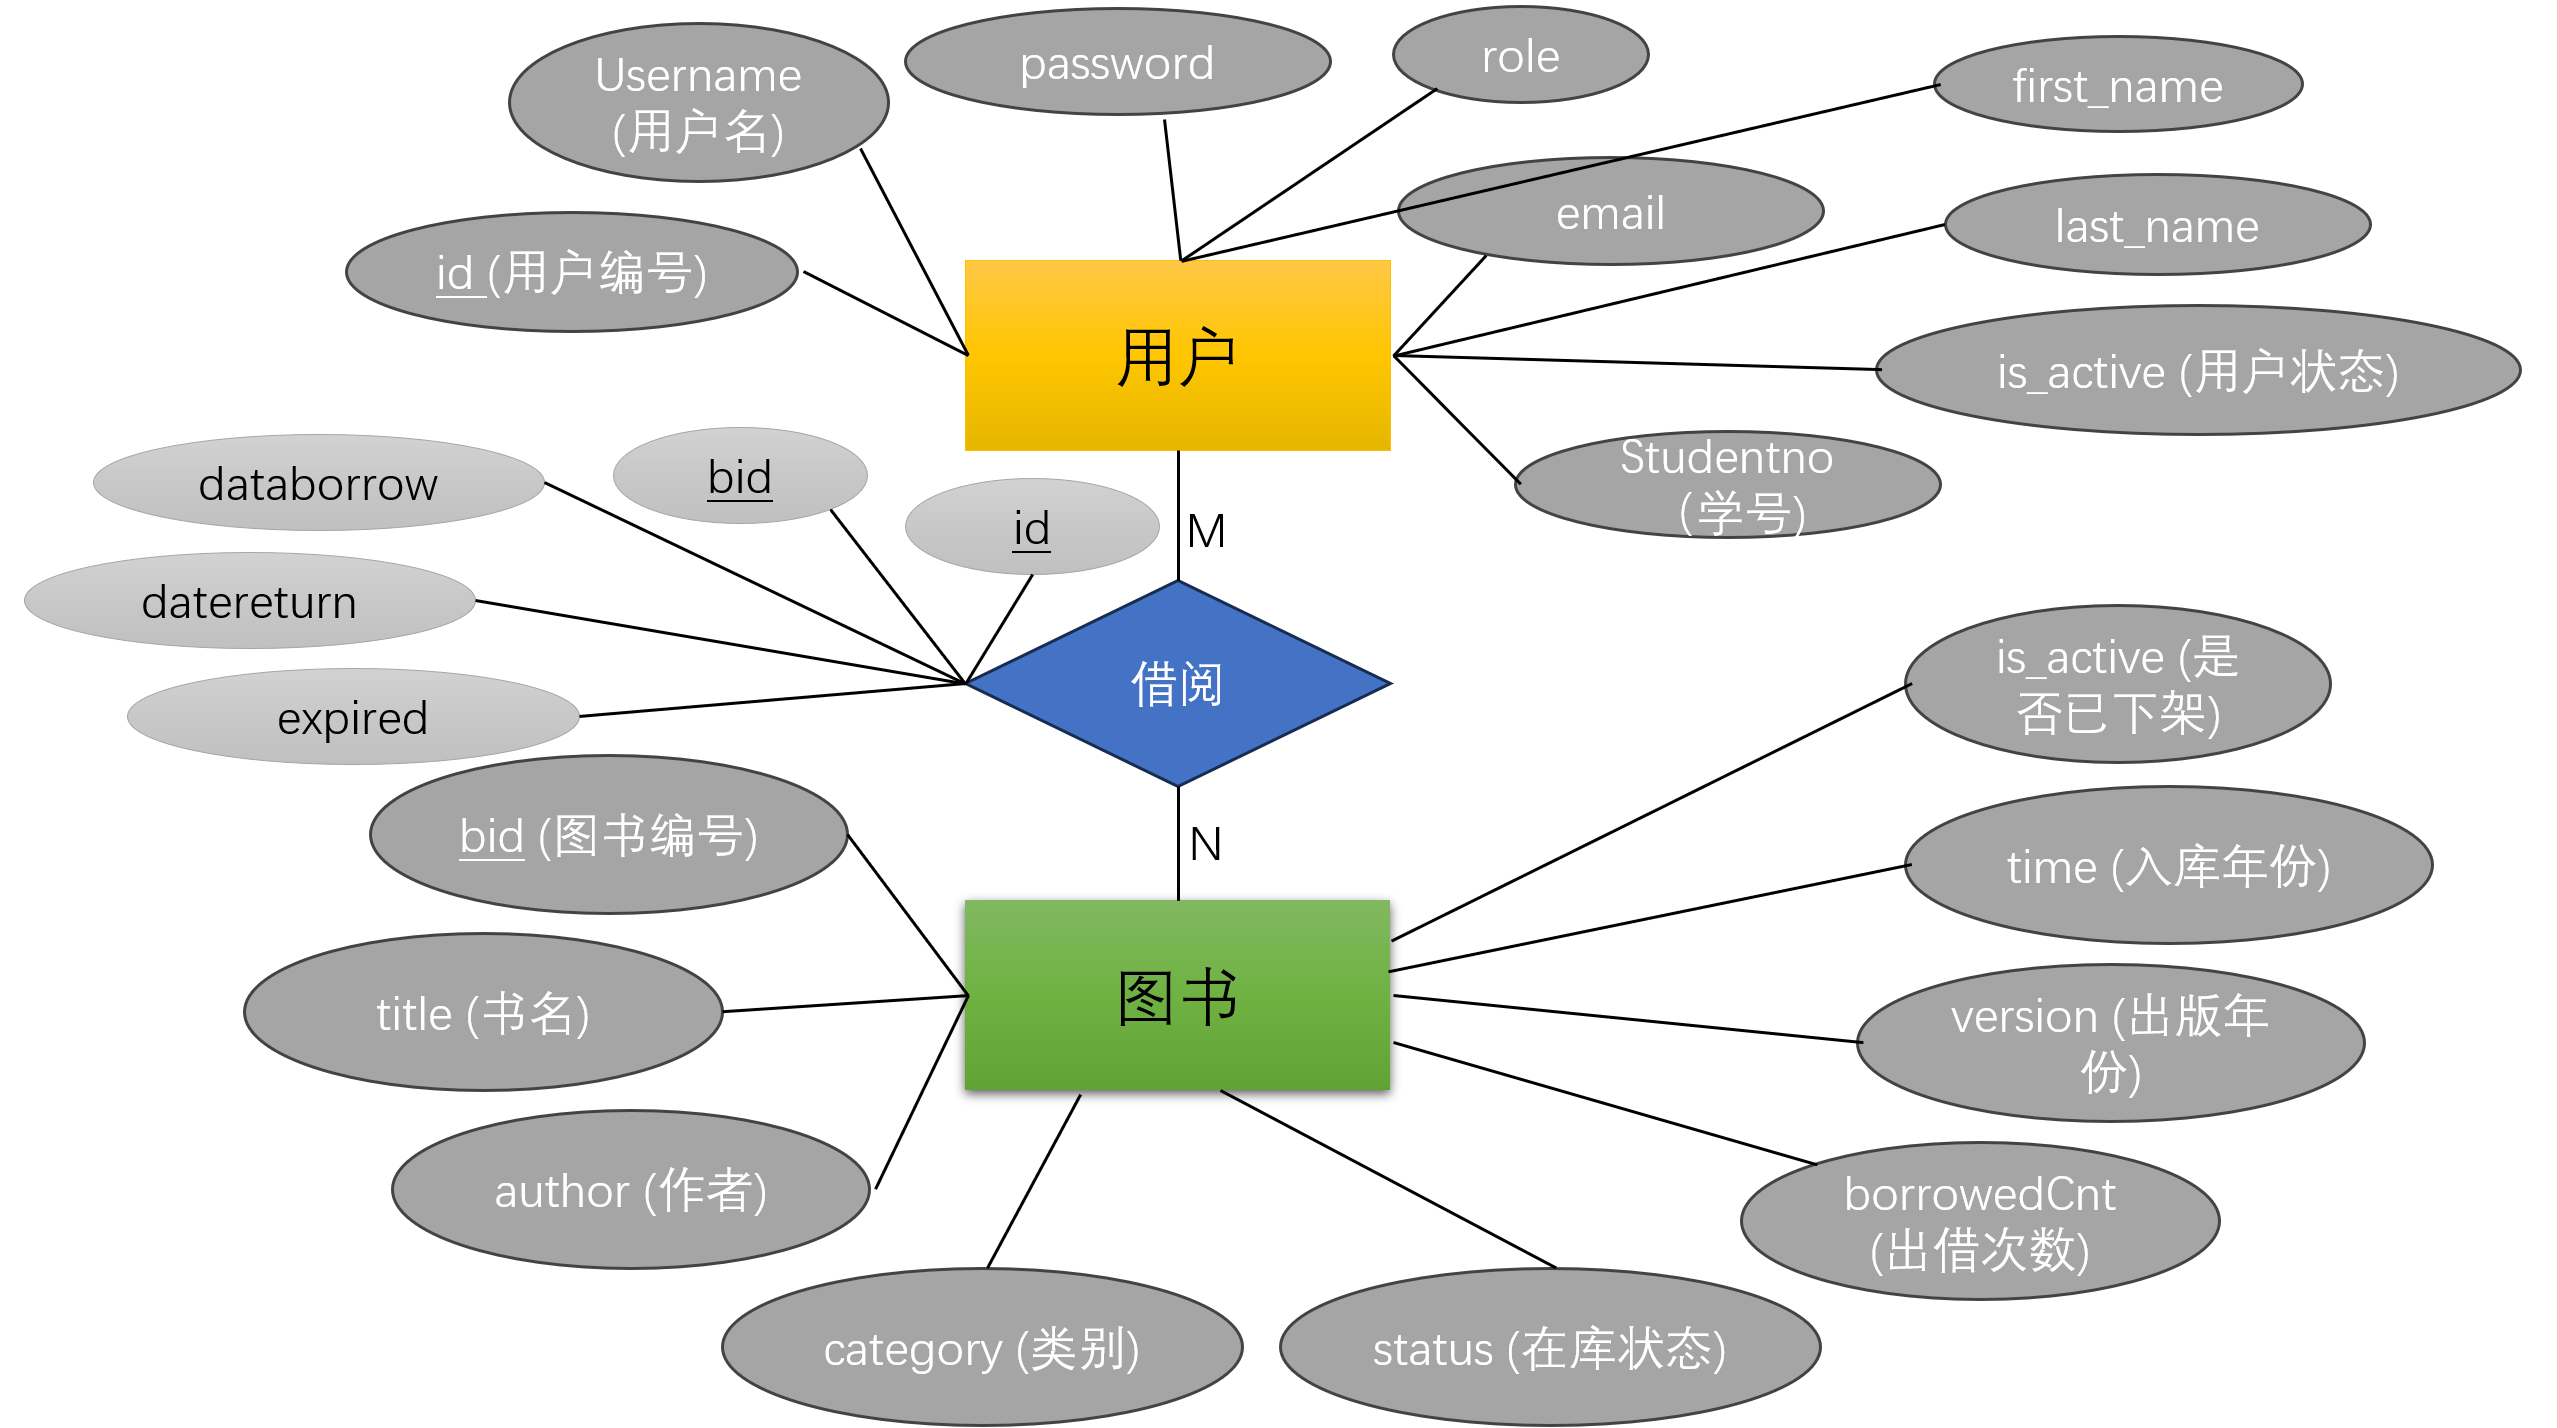 Username
(用户名)
password
role
first_name
id (用户编号)
email
last_name
用户
is_active (用户状态)
databorrow
bid
id
Studentno
(学号)
M
datereturn
借阅
is_active (是
否已下架)
expired
bid (图书编号)
N
time (入库年份)
title (书名)
图书
version (出版年
份)
author (作者)
borrowedCnt
(出借次数)
category (类别)
status (在库状态)